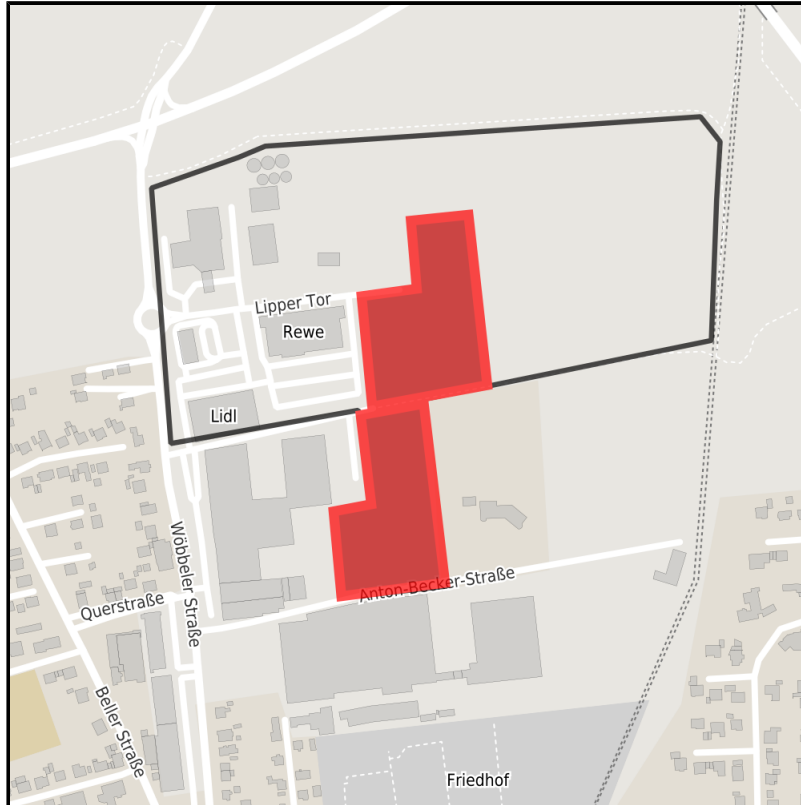 Lipper Tor
Rewe
Lidl
Wöbbeler Straße
Anton-Becker-Straße
Querstraße
Beller Straße
Friedhof